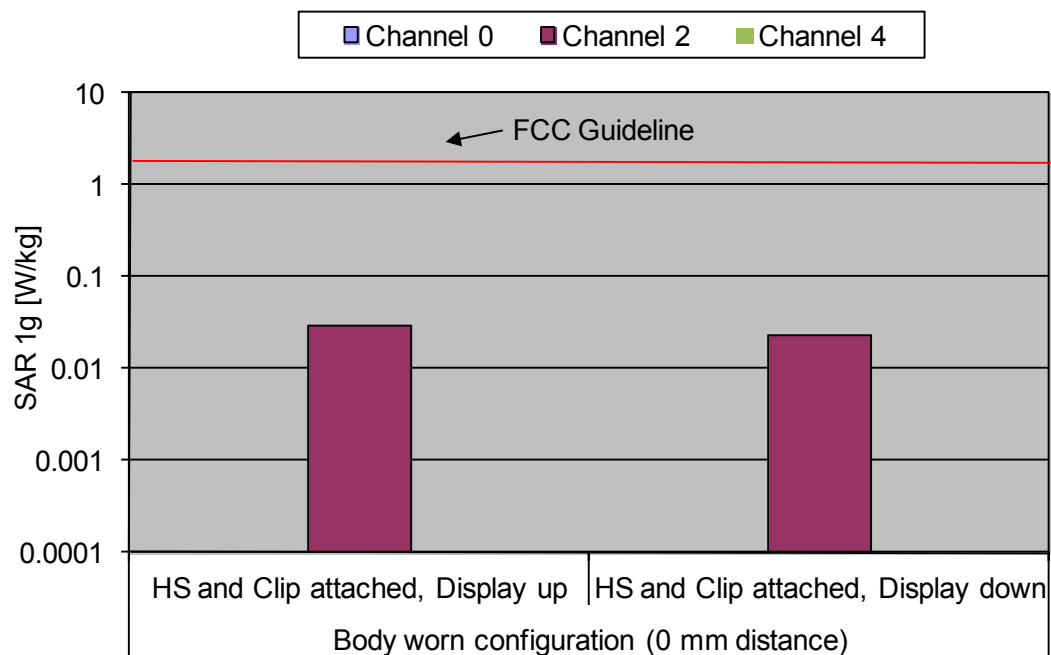 Channel 0 Channel 2 Channel 4
10
FCC Guideline
1
0.1
0.01
0.001
0.0001
SAR 1g [W/kg]
HS and Clip attached, Display up HS and Clip attached, Display down
Body worn configuration (0 mm distance)